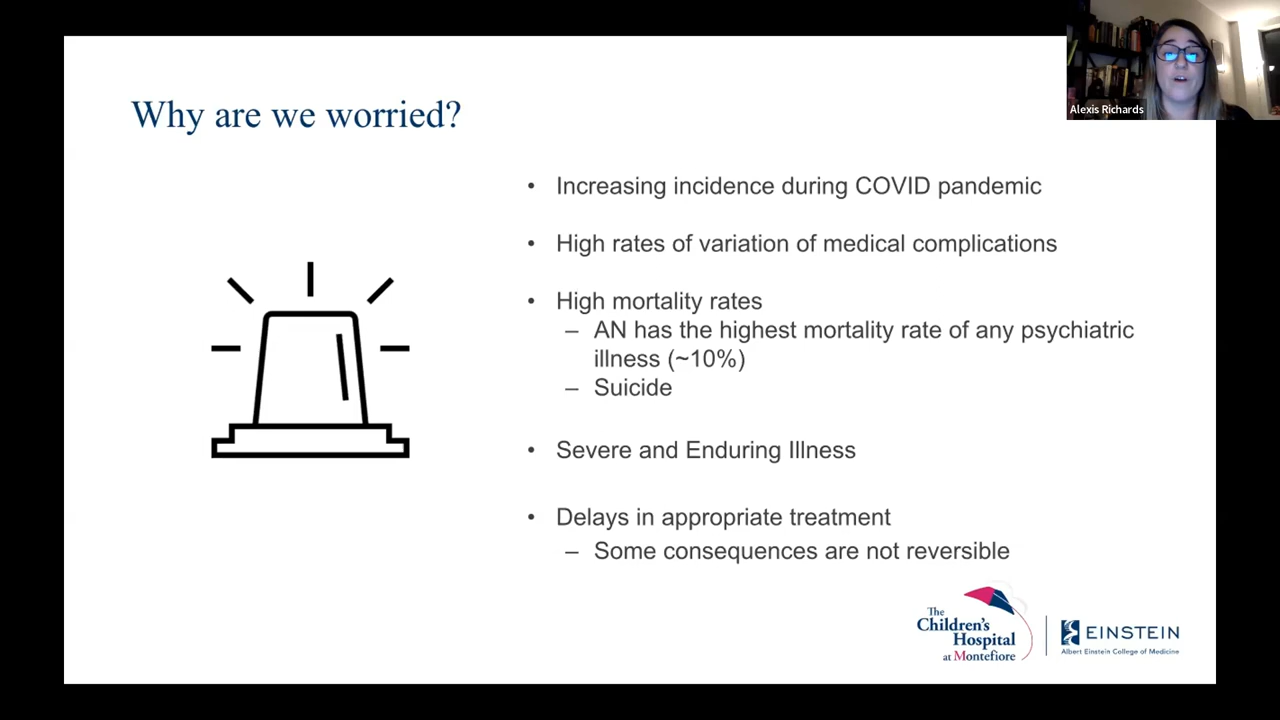 Alexis Richards
Why are we worried?
• Increasing incidence during COVID pandemic
• High rates of variation of medical complications
• High mortality rates
– AN has the highest mortality rate of any psychiatric
illness (~10%)
– Suicide
• Severe and Enduring Illness
• Delays in appropriate treatment
– Some consequences are not reversible
The
Children's
Hospital
at Montefiore
EINSTEIN
Albert Einstein College of Medicine